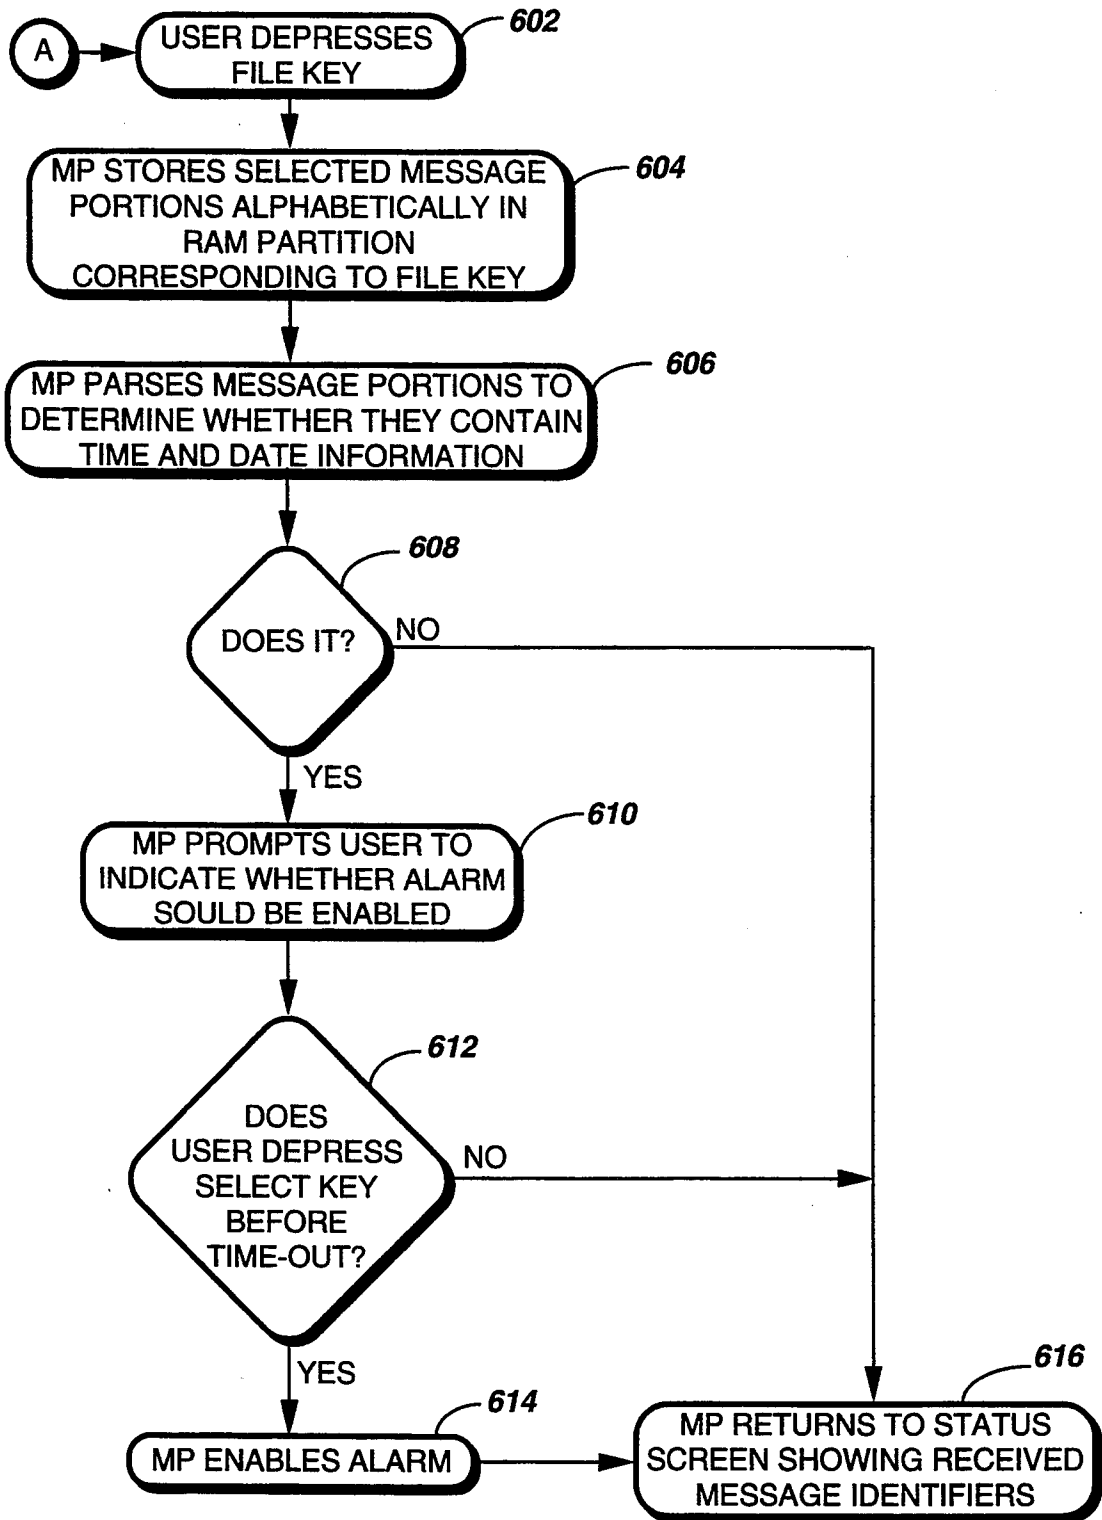 A
USER DEPRESSES
FILE KEY
602
MP STORES SELECTED MESSAGE
PORTIONS ALPHABETICALLY IN
RAM PARTITION
CORRESPONDING TO FILE KEY
604
MP PARSES MESSAGE PORTIONS TO
DETERMINE WHETHER THEY CONTAIN
TIME AND DATE INFORMATION
606
DOES IT?
608
NO
YES
MP PROMPTS USER TO
INDICATE WHETHER ALARM
SOULD BE ENABLED
610
DOES
USER DEPRESS
SELECT KEY
BEFORE
TIME-OUT?
612
NO
YES
MP ENABLES ALARM
614
MP RETURNS TO STATUS
SCREEN SHOWING RECEIVED
MESSAGE IDENTIFIERS
616